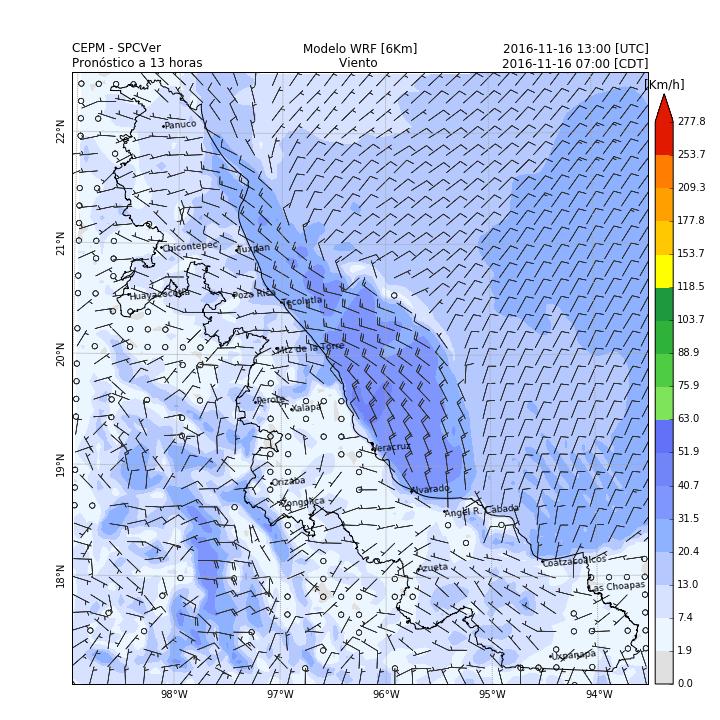 CEPM - SPCVer
Modelo WRF [6Km]
2016-11-16 13:00 [UTC]
Pronóstico a 13 horas
Viento
2016-11-16 07:00 [CDT]
[Km/h]
277.8
253.7
209.3
177.8
153.7
118.5
103.7
88.9
75.9
63.0
51.9
40.7
31.5
20.4
13.0
7.4
1.9
0.0
22°N
21°N
20°N
19°N
18°N
98°W
97°W
96°W
95°W
94°W
Panuco
Chicontepec
Tuxpan
Huayacocotla
Poza Rica
Tecolutla
Mtz de la Torre
Perote
Xalapa
Veracruz
Orizaba
Alvarado
Zongolica
Angel R. Cabada
Azueta
Coatzacoalcos
Las Choapas
Uxpanapa